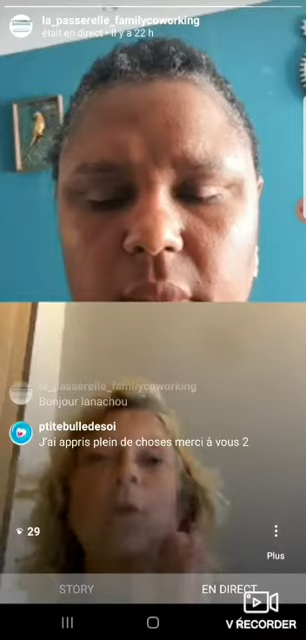 la_passerelle_familycoworking
était en direct • il y a 22 h
la_passerelle_familycoworking
Bonjour lanachou
ptitebulledesoi
J'ai appris plein de choses merci à vous 2
29
Plus
STORY
EN DIRECT
V RECORDER